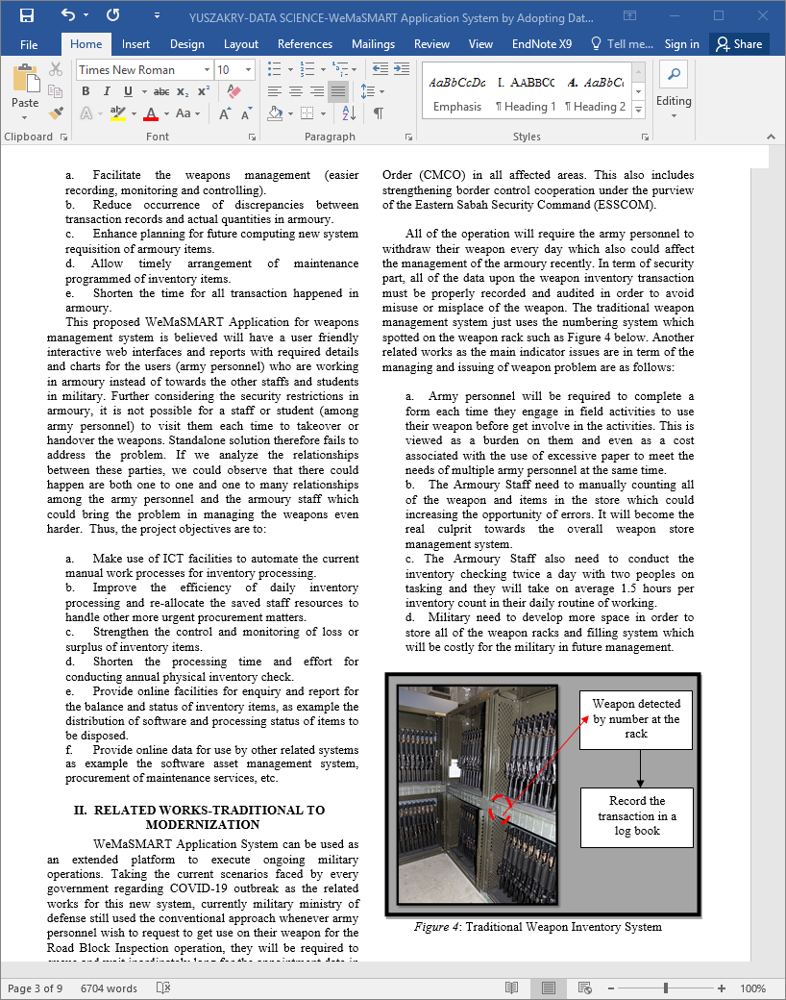 YUSZAKRY-DATA SCIENCE-WeMaSMART Application System by Adopting Dat...
File Home Insert Design Layout References Mailings Review View EndNote X9 Tell me... Sign in Share
Times New Roman 10
Paste
B I U abc x₂ x²
A A Aa A A
AaBbCcDc I. AABBCC A. AaBbCc
Emphasis ¶ Heading 1 ¶ Heading 2
Editing
Clipboard Font Paragraph Styles
a. Facilitate the weapons management (easier
recording, monitoring and controlling).
b. Reduce occurrence of discrepancies between
transaction records and actual quantities in armoury.
c. Enhance planning for future computing new system
requisition of armoury items.
d. Allow timely arrangement of maintenance
programmed of inventory items.
e. Shorten the time for all transaction happened in
armoury.
This proposed WeMaSMART Application for weapons
management system is believed will have a user friendly
interactive web interfaces and reports with required details
and charts for the users (army personnel) who are working
in armoury instead of towards the other staffs and students
in military. Further considering the security restrictions in
armoury, it is not possible for a staff or student (among
army personnel) to visit them each time to takeover or
handover the weapons. Standalone solution therefore fails to
address the problem. If we analyze the relationships
between these parties, we could observe that there could
happen are both one to one and one to many relationships
among the army personnel and the armoury staff which
could bring the problem in managing the weapons even
harder. Thus, the project objectives are to:
a. Make use of ICT facilities to automate the current
manual work processes for inventory processing.
b. Improve the efficiency of daily inventory
processing and re-allocate the saved staff resources to
handle other more urgent procurement matters.
c. Strengthen the control and monitoring of loss or
surplus of inventory items.
d. Shorten the processing time and effort for
conducting annual physical inventory check.
e. Provide online facilities for enquiry and report for
the balance and status of inventory items, as example the
distribution of software and processing status of items to
be disposed.
f. Provide online data for use by other related systems
as example the software asset management system,
procurement of maintenance services, etc.
II. RELATED WORKS-TRADITIONAL TO
MODERNIZATION
WeMaSMART Application System can be used as
an extended platform to execute ongoing military
operations. Taking the current scenarios faced by every
government regarding COVID-19 outbreak as the related
works for this new system, currently military ministry of
defense still used the conventional approach whenever army
personnel wish to request to get use on their weapon for the
Road Block Inspection operation, they will be required to
queue and wait inordinately long for the appointment date in
Order (CMCO) in all affected areas. This also includes
strengthening border control cooperation under the purview
of the Eastern Sabah Security Command (ESSCOM).
All of the operation will require the army personnel to
withdraw their weapon every day which also could affect
the management of the armoury recently. In term of security
part, all of the data upon the weapon inventory transaction
must be properly recorded and audited in order to avoid
misuse or misplace of the weapon. The traditional weapon
management system just uses the numbering system which
spotted on the weapon rack such as Figure 4 below. Another
related works as the main indicator issues are in term of the
managing and issuing of weapon problem are as follows:
a. Army personnel will be required to complete a
form each time they engage in field activities to use
their weapon before get involve in the activities. This is
viewed as a burden on them and even as a cost
associated with the use of excessive paper to meet the
needs of multiple army personnel at the same time.
b. The Armoury Staff need to manually counting all
of the weapon and items in the store which could
increasing the opportunity of errors. It will become the
real culprit towards the overall weapon store
management system.
c. The Armoury Staff also need to conduct the
inventory checking twice a day with two peoples on
tasking and they will take on average 1.5 hours per
inventory count in their daily routine of working.
d. Military need to develop more space in order to
store all of the weapon racks and filling system which
will be costly for the military in future management.
Weapon detected
by number at the
rack
Record the
transaction in a
log book
Figure 4: Traditional Weapon Inventory System
Page 3 of 9 6704 words 100%